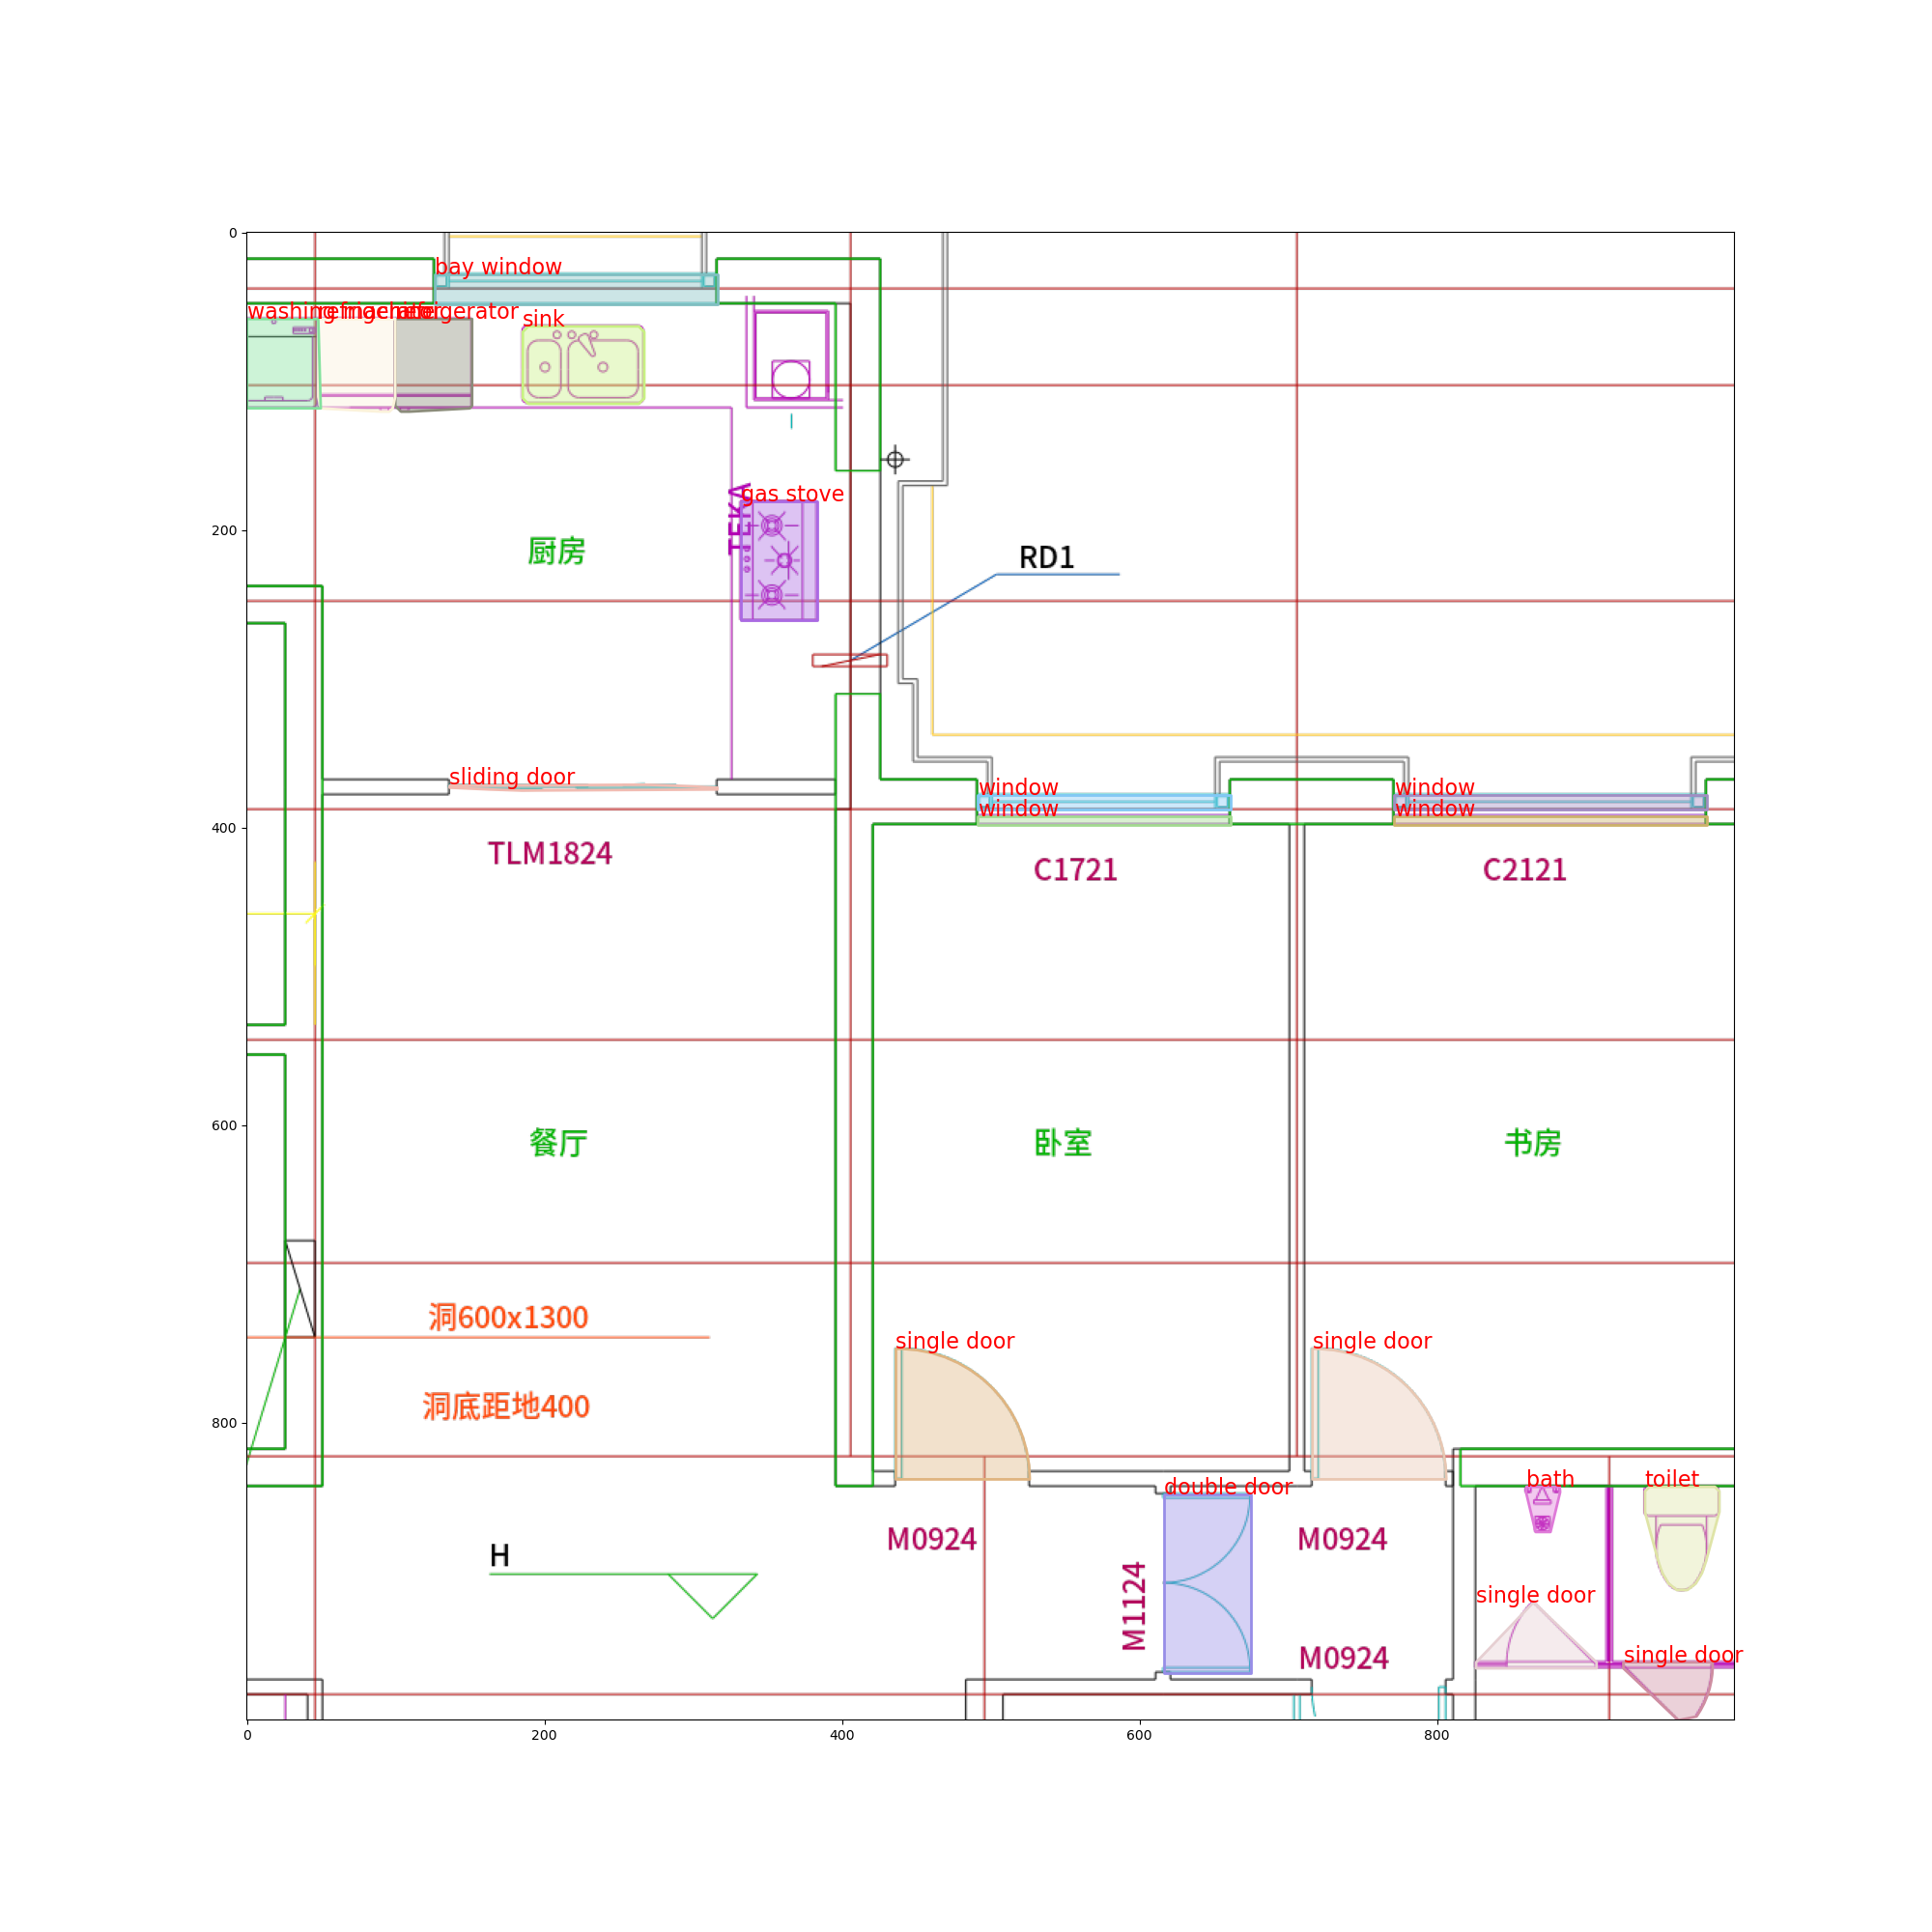 0
bay window
washing machine
refrigerator
refrigerator
sink
gas stove
TEKA
200
厨房
RD1
sliding door
window
window
window
window
400
TLM1824
C1721
C2121
600
餐厅
卧室
书房
洞600x1300
single door
single door
洞底距地400
800
double door
bath
toilet
H
M0924
M0924
M1124
single door
single door
M0924
0
200
400
600
800